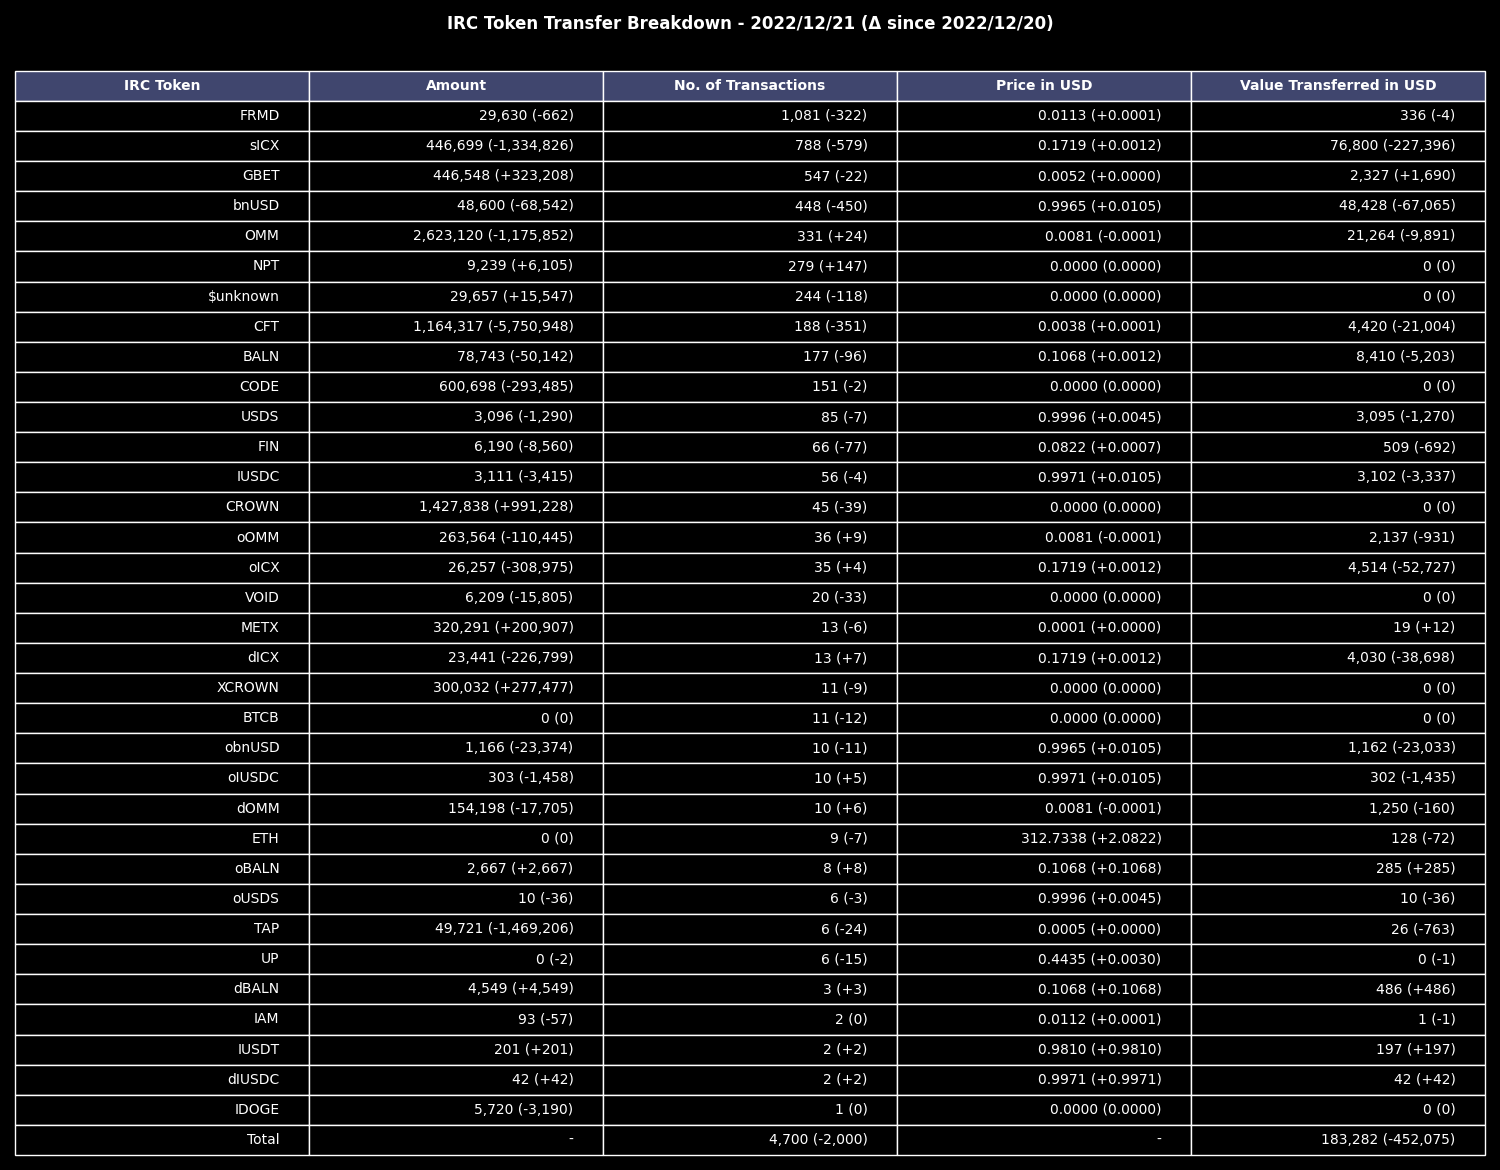 IRC Token Transfer Breakdown - 2022/12/21 (Δ since 2022/12/20)
IRC Token Amount No. of Transactions Price in USD Value Transferred in USD
FRMD 29,630 (-662) 1,081 (-322) 0.0113 (+0.0001) 336 (-4)
sICX 446,699 (-1,334,826) 788 (-579) 0.1719 (+0.0012) 76,800 (-227,396)
GBET 446,548 (+323,208) 547 (-22) 0.0052 (+0.0000) 2,327 (+1,690)
bnUSD 48,600 (-68,542) 448 (-450) 0.9965 (+0.0105) 48,428 (-67,065)
OMM 2,623,120 (-1,175,852) 331 (+24) 0.0081 (-0.0001) 21,264 (-9,891)
NPT 9,239 (+6,105) 279 (+147) 0.0000 (0.0000) 0 (0)
$unknown 29,657 (+15,547) 244 (-118) 0.0000 (0.0000) 0 (0)
CFT 1,164,317 (-5,750,948) 188 (-351) 0.0038 (+0.0001) 4,420 (-21,004)
BALN 78,743 (-50,142) 177 (-96) 0.1068 (+0.0012) 8,410 (-5,203)
CODE 600,698 (-293,485) 151 (-2) 0.0000 (0.0000) 0 (0)
USDS 3,096 (-1,290) 85 (-7) 0.9996 (+0.0045) 3,095 (-1,270)
FIN 6,190 (-8,560) 66 (-77) 0.0822 (+0.0007) 509 (-692)
IUSDC 3,111 (-3,415) 56 (-4) 0.9971 (+0.0105) 3,102 (-3,337)
CROWN 1,427,838 (+991,228) 45 (-39) 0.0000 (0.0000) 0 (0)
oOMM 263,564 (-110,445) 36 (+9) 0.0081 (-0.0001) 2,137 (-931)
oICX 26,257 (-308,975) 35 (+4) 0.1719 (+0.0012) 4,514 (-52,727)
VOID 6,209 (-15,805) 20 (-33) 0.0000 (0.0000) 0 (0)
METX 320,291 (+200,907) 13 (-6) 0.0001 (+0.0000) 19 (+12)
dICX 23,441 (-226,799) 13 (+7) 0.1719 (+0.0012) 4,030 (-38,698)
XCROWN 300,032 (+277,477) 11 (-9) 0.0000 (0.0000) 0 (0)
BTCB 0 (0) 11 (-12) 0.0000 (0.0000) 0 (0)
obnUSD 1,166 (-23,374) 10 (-11) 0.9965 (+0.0105) 1,162 (-23,033)
oIUSDC 303 (-1,458) 10 (+5) 0.9971 (+0.0105) 302 (-1,435)
dOMM 154,198 (-17,705) 10 (+6) 0.0081 (-0.0001) 1,250 (-160)
ETH 0 (0) 9 (-7) 312.7338 (+2.0822) 128 (-72)
oBALN 2,667 (+2,667) 8 (+8) 0.1068 (+0.1068) 285 (+285)
oUSDS 10 (-36) 6 (-3) 0.9996 (+0.0045) 10 (-36)
TAP 49,721 (-1,469,206) 6 (-24) 0.0005 (+0.0000) 26 (-763)
UP 0 (-2) 6 (-15) 0.4435 (+0.0030) 0 (-1)
dBALN 4,549 (+4,549) 3 (+3) 0.1068 (+0.1068) 486 (+486)
IAM 93 (-57) 2 (0) 0.0112 (+0.0001) 1 (-1)
IUSDT 201 (+201) 2 (+2) 0.9810 (+0.9810) 197 (+197)
dIUSDC 42 (+42) 2 (+2) 0.9971 (+0.9971) 42 (+42)
IDOGE 5,720 (-3,190) 1 (0) 0.0000 (0.0000) 0 (0)
Total - 4,700 (-2,000) - 183,282 (-452,075)